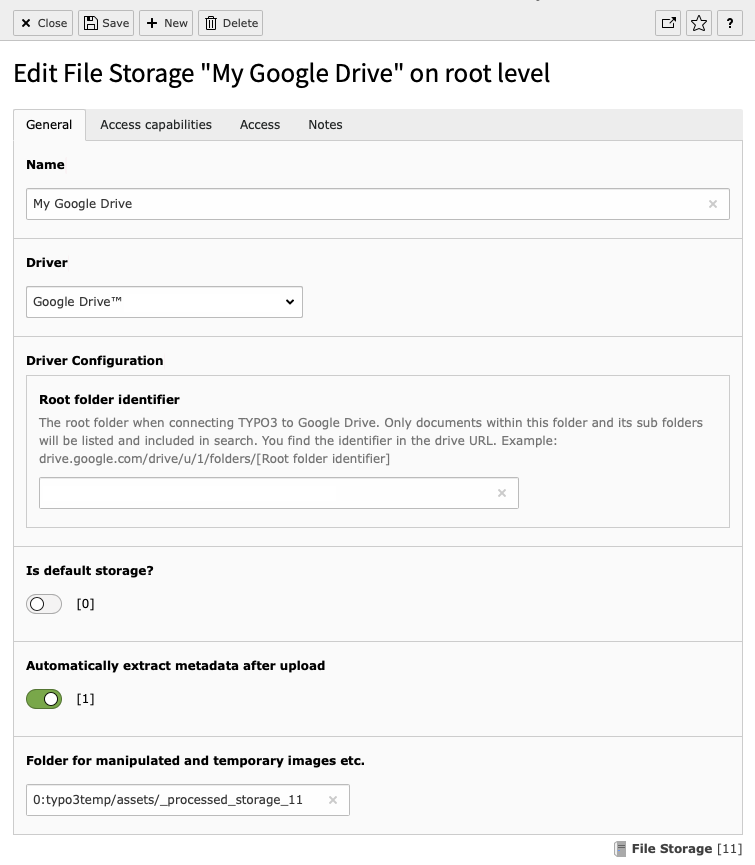 Close Save New Delete ?
Edit File Storage "My Google Drive" on root level
General Access capabilities Access Notes
Name
My Google Drive
Driver
Google Drive™
Driver Configuration
Root folder identifier
The root folder when connecting TYPO3 to Google Drive. Only documents within this folder and its sub folders
will be listed and included in search. You find the identifier in the drive URL. Example:
drive.google.com/drive/u/1/folders/[Root folder identifier]
Is default storage?
[0]
Automatically extract metadata after upload
[1]
Folder for manipulated and temporary images etc.
0:typo3temp/assets/_processed_storage_11
File Storage [11]